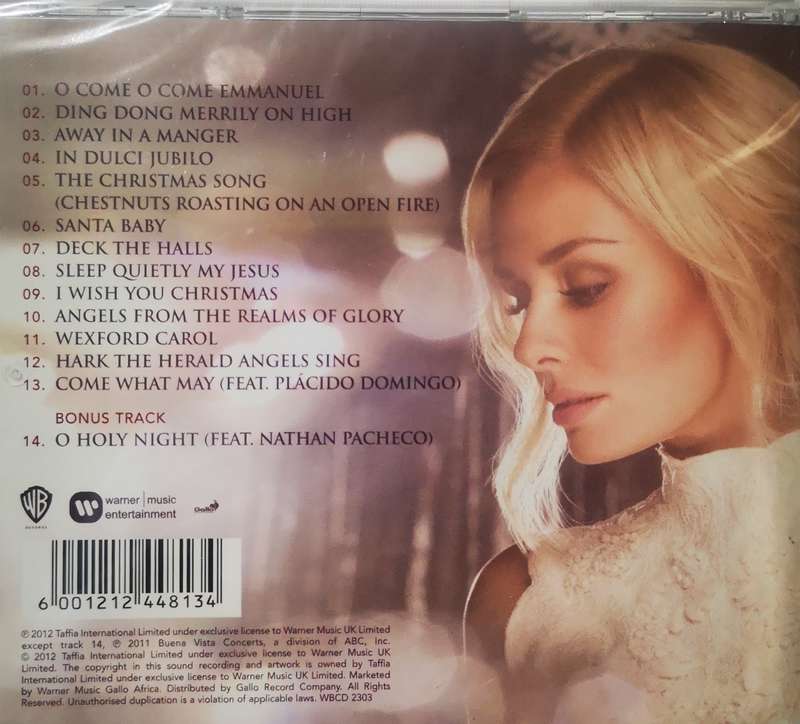 01. O COME O COME EMMANUEL
02. DING DONG MERRILY ON HIGH
03. AWAY IN A MANGER
04. IN DULCI JUBILO
05. THE CHRISTMAS SONG
(CHESTNUTS ROASTING ON AN OPEN FIRE)
06. SANTA BABY
07. DECK THE HALLS
08. SLEEP QUIETLY MY JESUS
09. I WISH YOU CHRISTMAS
10. ANGELS FROM THE REALMS OF GLORY
11. WEXFORD CAROL
12. HARK THE HERALD ANGELS SING
13. COME WHAT MAY (FEAT. PLÁCIDO DOMINGO)
BONUS TRACK
14. O HOLY NIGHT (FEAT. NATHAN PACHECO)
WB
RECORDS
warner music
entertainment
Gallo
6 001212 448134
℗ 2012 Taffia International Limited under exclusive license to Warner Music UK Limited
except track 14, ℗ 2011 Buena Vista Concerts, a division of ABC, Inc.
© 2012 Taffia International Limited under exclusive license to Warner Music UK
Limited. The copyright in this sound recording and artwork is owned by Taffia
International Limited under exclusive license to Warner Music UK Limited. Marketed
by Warner Music Gallo Africa. Distributed by Gallo Record Company. All Rights
Reserved. Unauthorised duplication is a violation of applicable laws. WBCD 2303